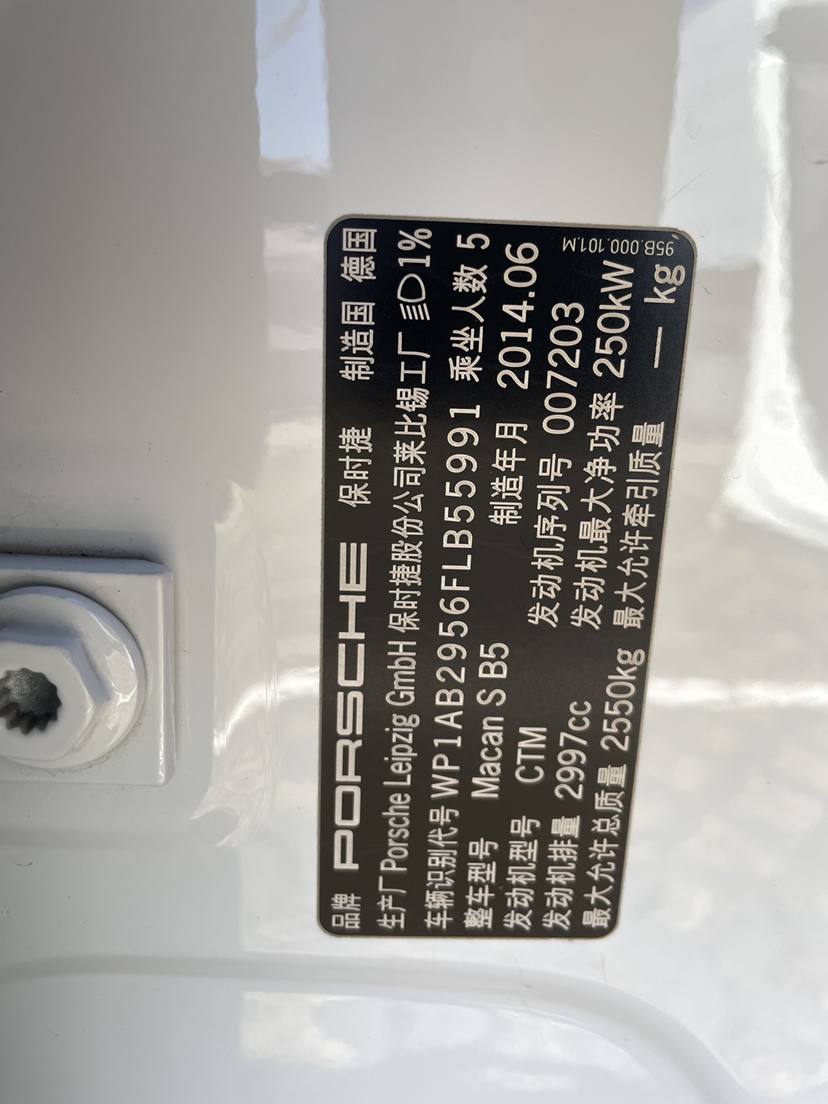 品牌 PORSCHE 保时捷 制造国 德国
生产厂 Porsche Leipzig GmbH 保时捷股份公司莱比锡工厂 1%
车辆识别代号 WP1AB2956FLB55991 乘坐人数 5
整车型号 Macan S B5 制造年月 2014.06
发动机型号 CTM 发动机序列号 007203
发动机排量 2997cc 发动机最大净功率 250kW
最大允许总质量 2550kg 最大允许牵引质量 — kg
95B.000.101.M